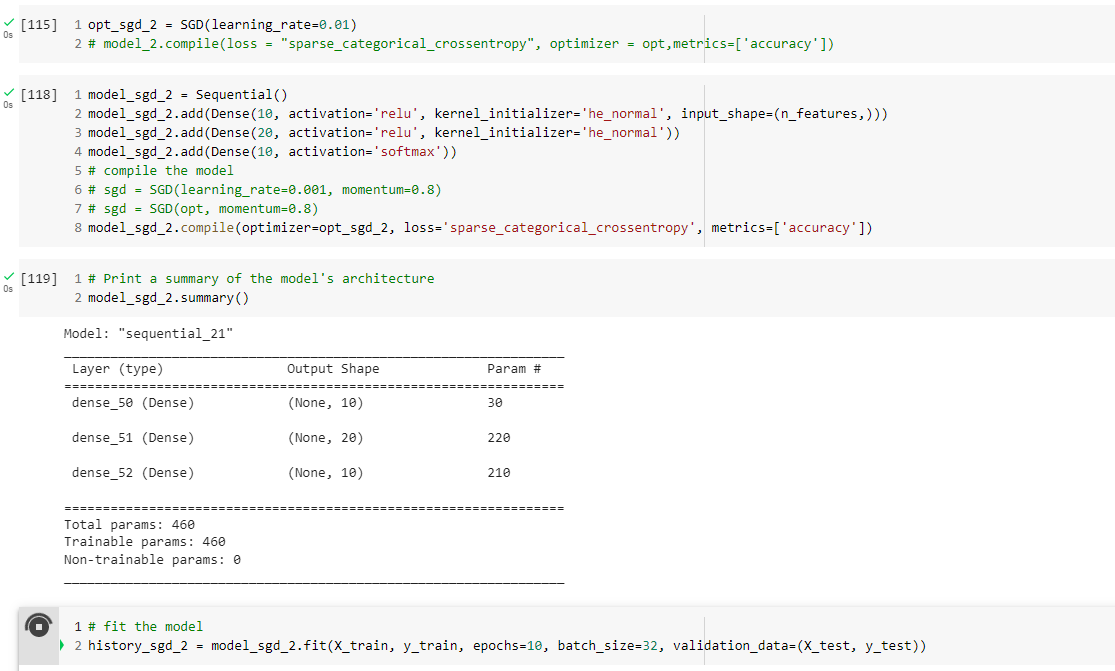 [115] 1 opt_sgd_2 = SGD(learning_rate=0.01)
0s 2 # model_2.compile(loss = "sparse_categorical_crossentropy", optimizer = opt,metrics=['accuracy'])
[118] 1 model_sgd_2 = Sequential()
0s 2 model_sgd_2.add(Dense(10, activation='relu', kernel_initializer='he_normal', input_shape=(n_features,)))
3 model_sgd_2.add(Dense(20, activation='relu', kernel_initializer='he_normal'))
4 model_sgd_2.add(Dense(10, activation='softmax'))
5 # compile the model
6 # sgd = SGD(learning_rate=0.001, momentum=0.8)
7 # sgd = SGD(opt, momentum=0.8)
8 model_sgd_2.compile(optimizer=opt_sgd_2, loss='sparse_categorical_crossentropy', metrics=['accuracy'])
[119] 1 # Print a summary of the model's architecture
0s 2 model_sgd_2.summary()
Model: "sequential_21"
_________________________________________________________________
Layer (type) Output Shape Param #
=================================================================
dense_50 (Dense) (None, 10) 30
dense_51 (Dense) (None, 20) 220
dense_52 (Dense) (None, 10) 210
=================================================================
Total params: 460
Trainable params: 460
Non-trainable params: 0
_________________________________________________________________
1 # fit the model
2 history_sgd_2 = model_sgd_2.fit(X_train, y_train, epochs=10, batch_size=32, validation_data=(X_test, y_test))